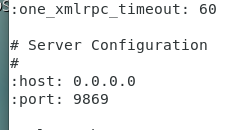 :one_xmlrpc_timeout: 60
# Server Configuration
#
:host: 0.0.0.0
:port: 9869